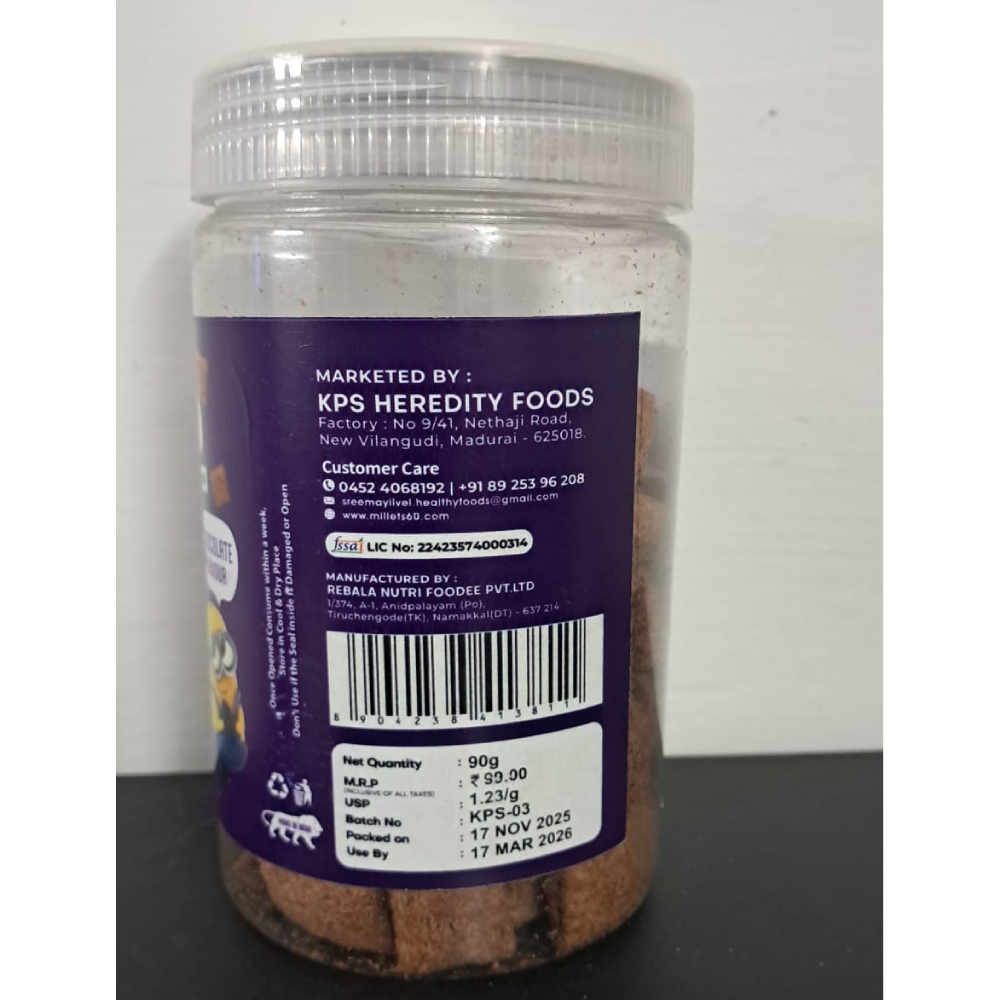 MARKETED BY :
KPS HEREDITY FOODS
Factory : No 9/41, Nethaji Road,
New Vilangudi, Madurai - 625018.
Customer Care
0452 4068192 | +91 89 253 96 208
sreemayilvel.healthyfoods@gmail.com
www.millets60.com
fssai LIC No: 22423574000314
MANUFACTURED BY :
REBALA NUTRI FOODEE PVT.LTD
1/374, A-1, Anidpalayam (Po),
Tiruchengode(TK), Namakkal(DT) - 637 214
8 904238 413811
Net Quantity : 90g
M.R.P : ₹ 99.00
(INCLUSIVE OF ALL TAXES)
USP : 1.23/g
Batch No : KPS-03
Packed on : 17 NOV 2025
Use By : 17 MAR 2026
Once Opened Consume within a week,
Store in Cool & Dry Place
Don't Use if the Seal inside is Damaged or Open